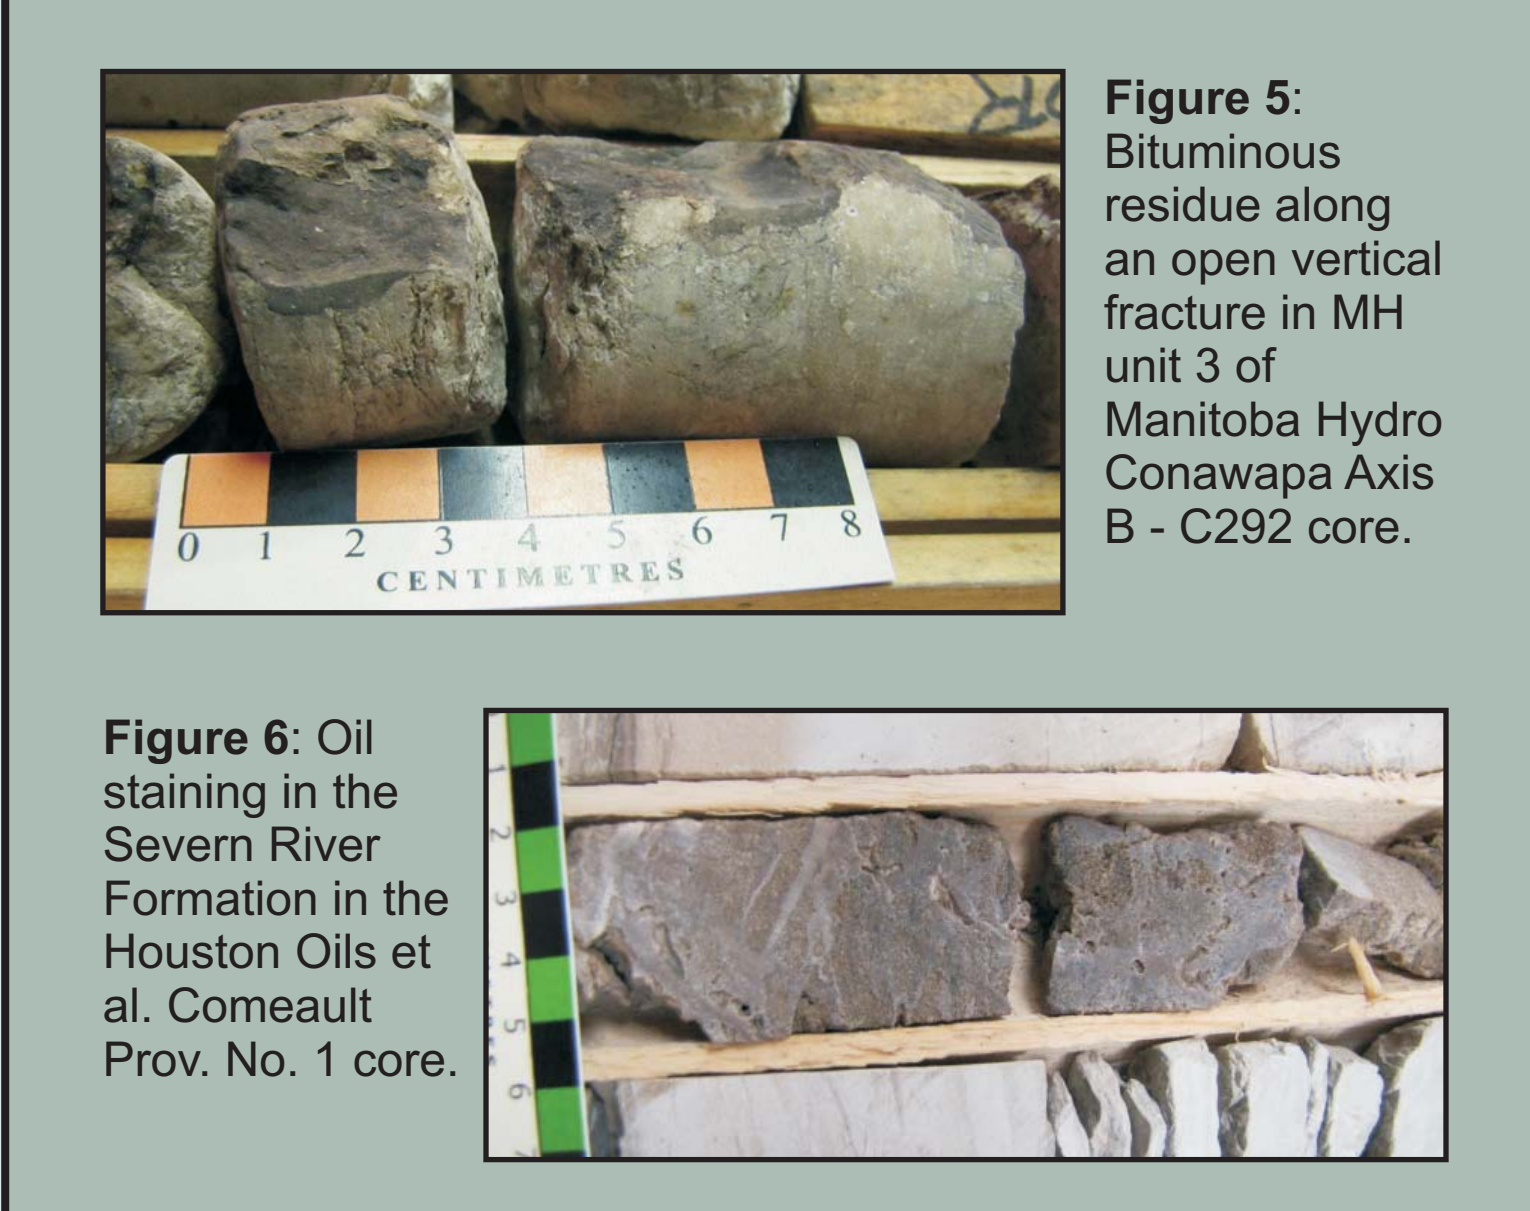 Figure 5:
Bituminous
residue along
an open vertical
fracture in MH
unit 3 of
Manitoba Hydro
Conawapa Axis
B - C292 core.
0 1 2 3 4 5 6 7 8
CENTIMETRES
Figure 6: Oil
staining in the
Severn River
Formation in the
Houston Oils et
al. Comeault
Prov. No. 1 core.
1
2
3
4
5
6
7